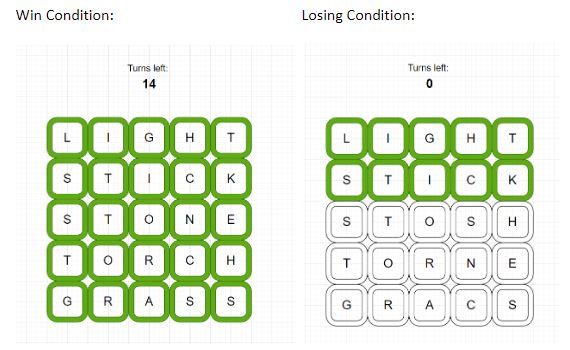 Win Condition:
Losing Condition:
Turns left:
14
L I G H T
S T I C K
S T O N E
T O R C H
G R A S S
Turns left:
0
L I G H T
S T I C K
S T O S H
T O R N E
G R A C S